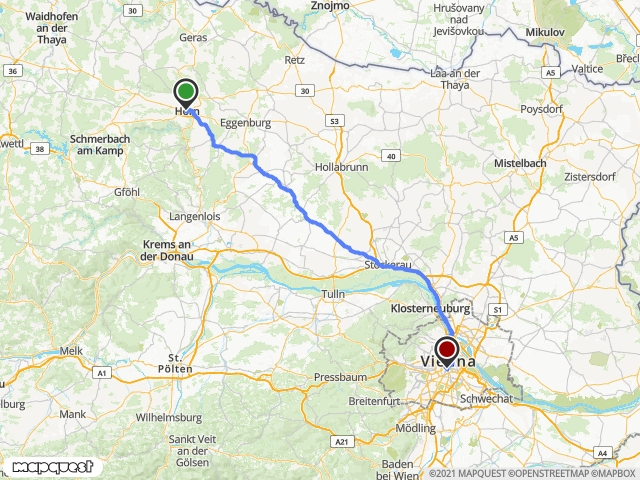 Waidhofen
an der
Thaya
Geras
Znojmo
Hrušovany
nad
Jevišovkou
Mikulov
Retz
Laa an der
Thaya
A5
Valtice
Břecl
36
30
30
Horn
Eggenburg
S3
Poysdorf
Zwettl
38
Schmerbach
am Kamp
40
Mistelbach
Hollabrunn
Zistersdorf
Gföhl
Langenlois
Krems an
der Donau
A5
Stockerau
Tulln
Klosterneuburg
S1
Melk
A1
St.
Pölten
Vienna
Pressbaum
Breitenfurt
Schwechat
elburg
Mank
Wilhelmsburg
Mödling
A21
A4
Sankt Veit
an der
Gölsen
Baden
bei Wien
mapquest
©2021 MAPQUEST ©OPENSTREETMAP ©MAPBOX